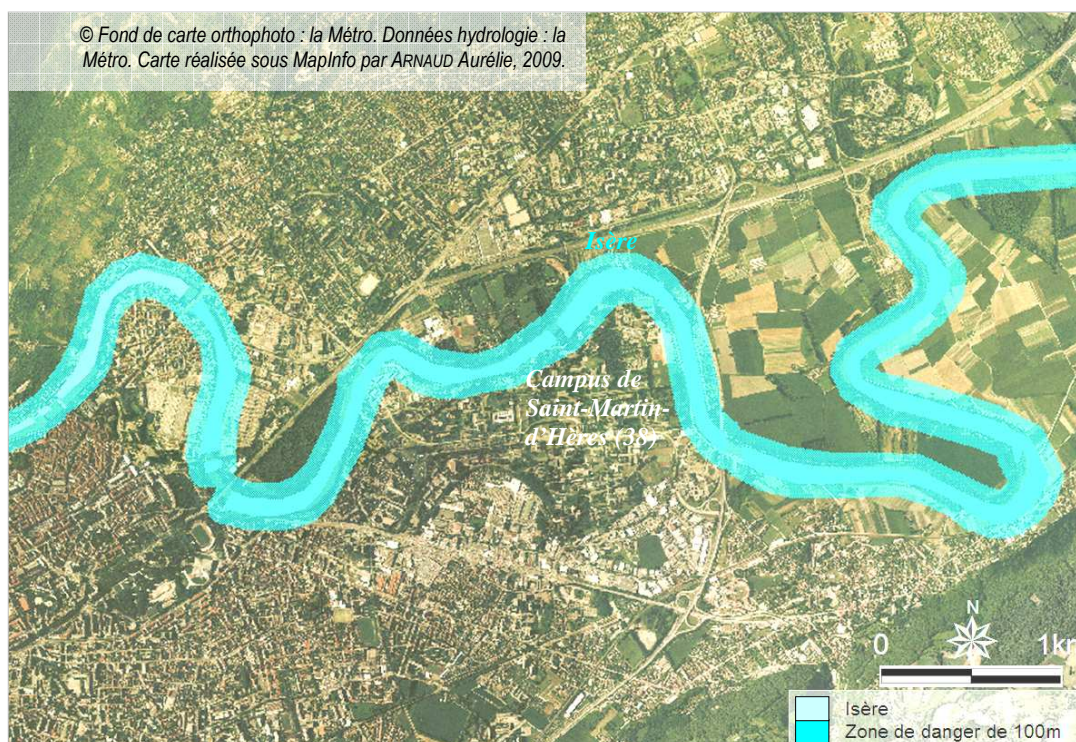 © Fond de carte orthophoto : la Métro. Données hydrologie : la
Métro. Carte réalisée sous MapInfo par ARNAUD Aurélie, 2009.
Isère
Campus de
Saint-Martin-
d'Hères (38)
N
0 1km
Isère
Zone de danger de 100m